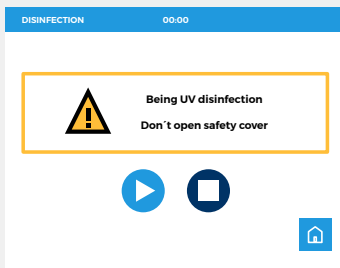 DISINFECTION 00:00
Being UV disinfection
Don´t open safety cover